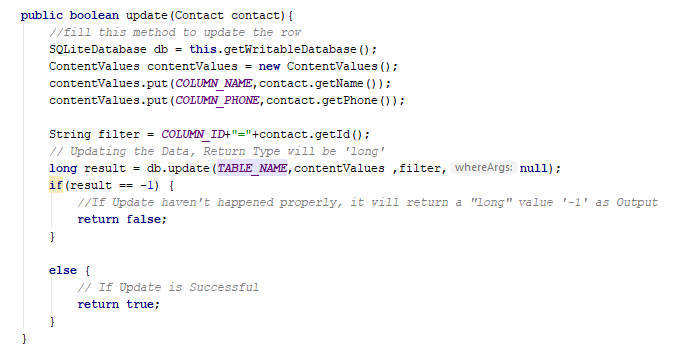 public boolean update(Contact contact){
    //fill this method to update the row
    SQLiteDatabase db = this.getWritableDatabase();
    ContentValues contentValues = new ContentValues();
    contentValues.put(COLUMN_NAME,contact.getName());
    contentValues.put(COLUMN_PHONE,contact.getPhone());

    String filter = COLUMN_ID+"="+contact.getId();
    // Updating the Data, Return Type will be 'long'
    long result = db.update(TABLE_NAME,contentValues ,filter, whereArgs: null);
    if(result == -1) {
        //If Update haven't happened properly, it will return a "long" value '-1' as Output
        return false;
    }

    else {
        // If Update is Successful
        return true;
    }
}